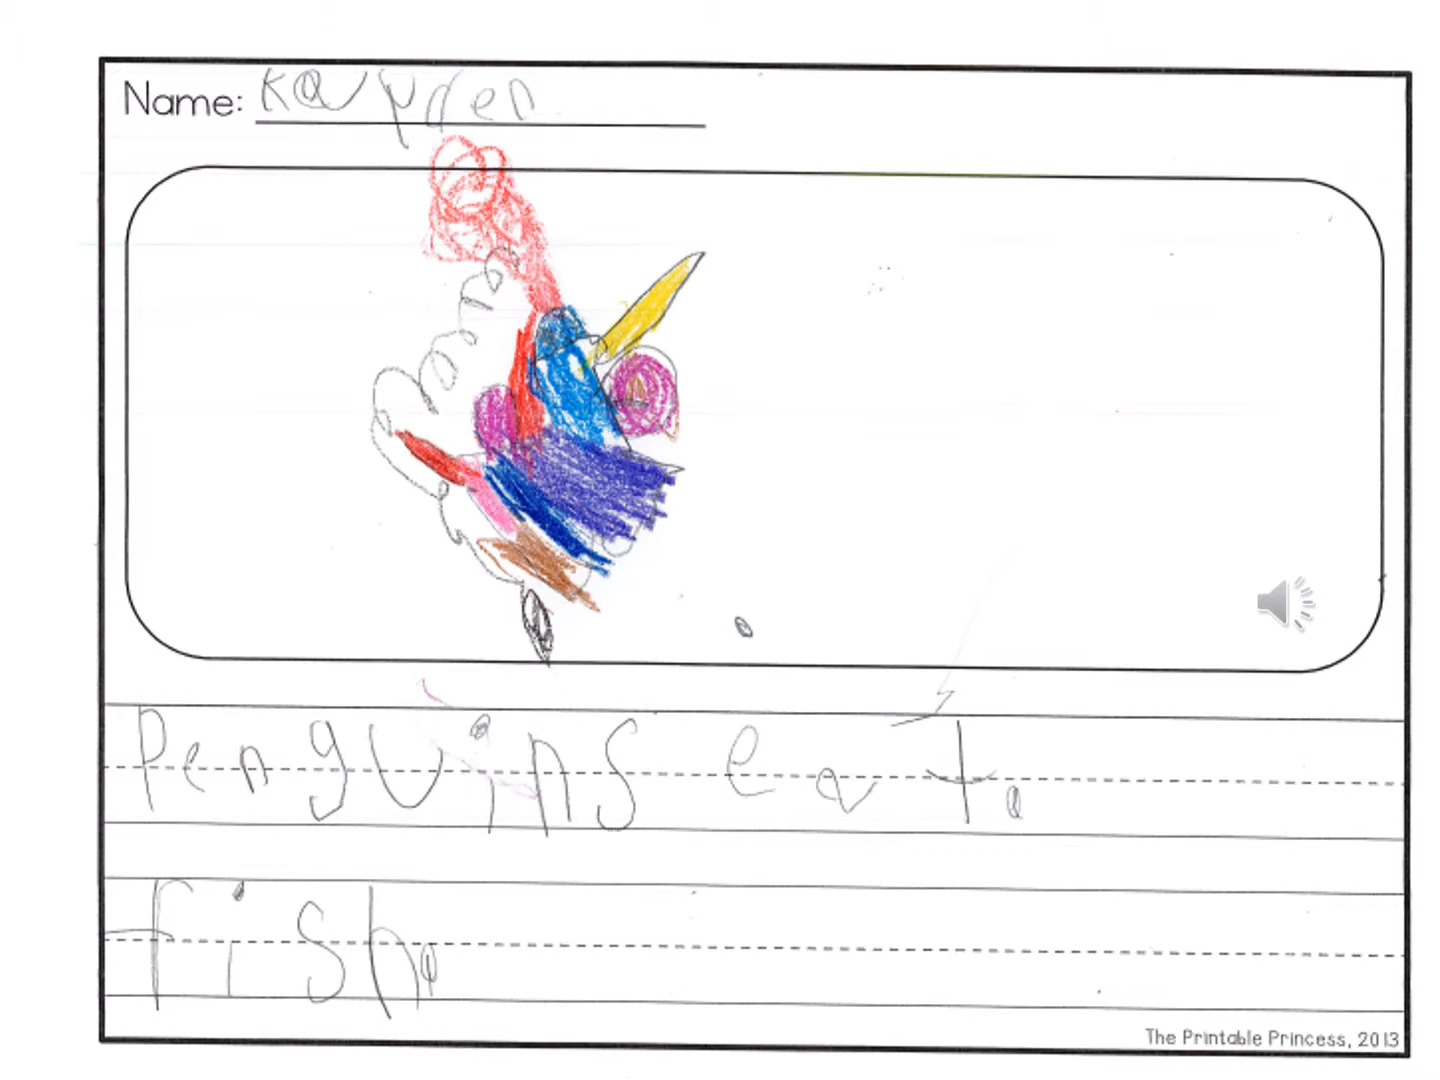 Name: Kayden
Penguins eat.
fish.
The Printable Princess, 2013